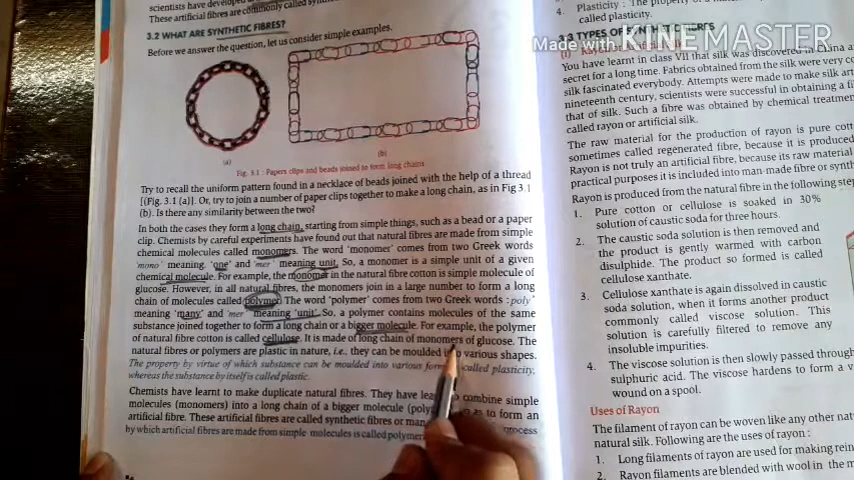 scientists have
These artificial fibres are commonly called
3.2 WHAT ARE SYNTHETIC FIBRES?
Before we answer the question, let us consider simple examples.
(a)
(b)
Fig. 3.1 : Papers clips and beads joined to form long chains
Try to recall the uniform pattern found in a necklace of beads joined with the help of a thread
[(Fig. 3.1 (a)]. Or, try to join a number of paper clips together to make a long chain, as in Fig 3.1
(b). Is there any similarity between the two?
In both the cases they form a long chain, starting from simple things, such as a bead or a paper
clip. Chemists by careful experiments have found out that natural fibres are made from simple
chemical molecules called monomers. The word 'monomer' comes from two Greek words
'mono' meaning, 'one' and 'mer' meaning unit. So, a monomer is a simple unit of a given
chemical molecule. For example, the monomer in the natural fibre cotton is simple molecule of
glucose. However, in all natural fibres, the monomers join in a large number to form a long
chain of molecules called polymer. The word 'polymer' comes from two Greek words : poly'
meaning 'many' and 'mer' meaning 'unit'. So, a polymer contains molecules of the same
substance joined together to form a long chain or a bigger molecule. For example, the polymer
of natural fibre cotton is called cellulose. It is made of long chain of monomers of glucose. The
natural fibres or polymers are plastic in nature, i.e., they can be moulded into various shapes.
The property by virtue of which substance can be moulded into various called plasticity,
whereas the substance by itself is called plastic.
Chemists have learnt to make duplicate natural fibres. They have combine simple
molecules (monomers) into a long chain of a bigger molecule as to form an
artificial fibre. These artificial fibres are called synthetic fibres or process
by which artificial fibres are made from simple molecules is called
4. Plasticity : The property
called plasticity.
Made with KINEMASTER
3.3 TYPES OF
(i)
You have learnt in class VII that silk was discovered in China
secret for a long time. Fabrics obtained from the silk were very
silk fascinated everybody. Attempts were made to make silk
nineteenth century, scientists were successful in obtaining a
that of silk. Such a fibre was obtained by chemical
called rayon or artificial silk.
The raw material for the production of rayon is pure
sometimes called regenerated fibre, because it is produced
Rayon is not truly an artificial fibre, because its raw material
practical purposes it is included into man-made fibre or
Rayon is produced from the natural fibre in the following
1. Pure cotton or cellulose is soaked in 30%
solution of caustic soda for three hours.
2. The caustic soda solution is then removed and
the product is gently warmed with carbon
disulphide. The product so formed is called
cellulose xanthate.
3. Cellulose xanthate is again dissolved in caustic
soda solution, when it forms another product
commonly called viscose solution. This
solution is carefully filtered to remove any
insoluble impurities.
4. The viscose solution is then slowly passed through
sulphuric acid. The viscose hardens to form a
wound on a spool.
Uses of Rayon
The filament of rayon can be woven like any other
natural silk. Following are the uses of rayon :
1. Long filaments of rayon are used for making
2. Rayon filaments are blended with wool in the